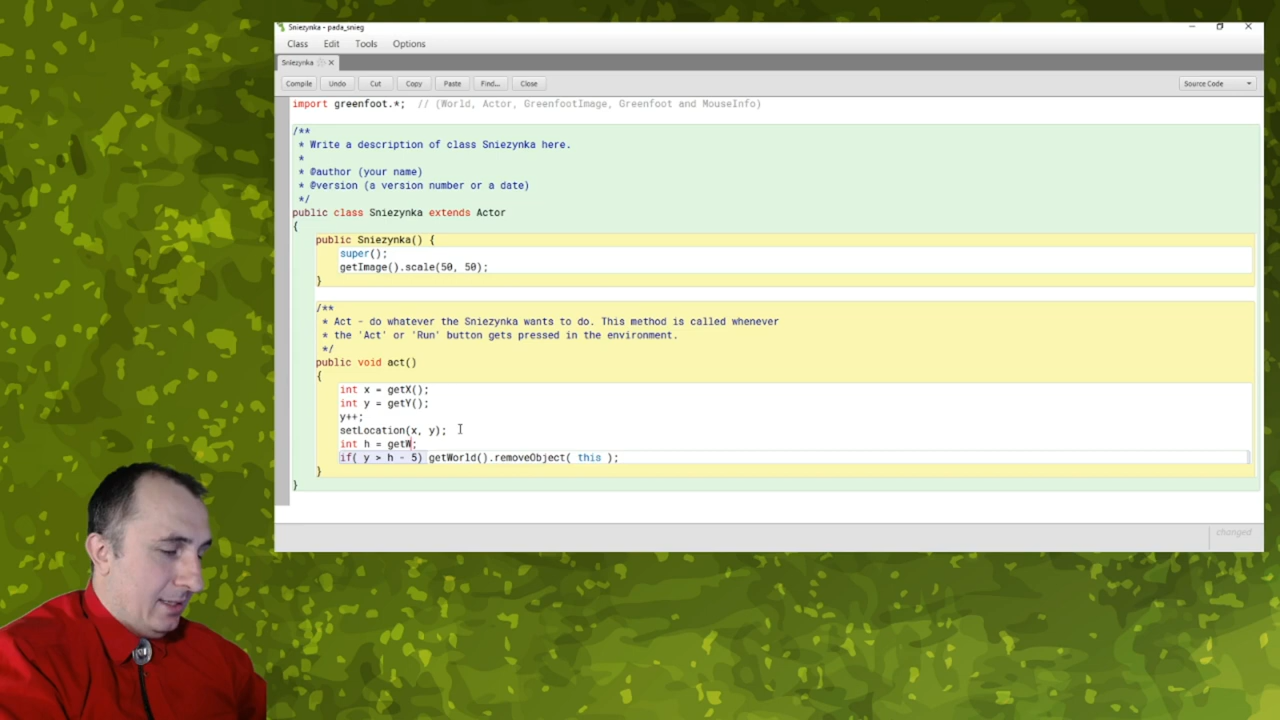 Sniezynka - pada_snieg
Class Edit Tools Options
Sniezynka
Compile Undo Cut Copy Paste Find... Close Source Code
import greenfoot.*;  // (World, Actor, GreenfootImage, Greenfoot and MouseInfo)
/**
 * Write a description of class Sniezynka here.
 *
 * @author (your name)
 * @version (a version number or a date)
 */
public class Sniezynka extends Actor
{
public Sniezynka() {
super();
getImage().scale(50, 50);
}
/**
 * Act - do whatever the Sniezynka wants to do. This method is called whenever
 * the 'Act' or 'Run' button gets pressed in the environment.
 */
public void act()
{
int x = getX();
int y = getY();
y++;
setLocation(x, y);
int h = getW;
if( y > h - 5) getWorld().removeObject( this );
}
}
changed